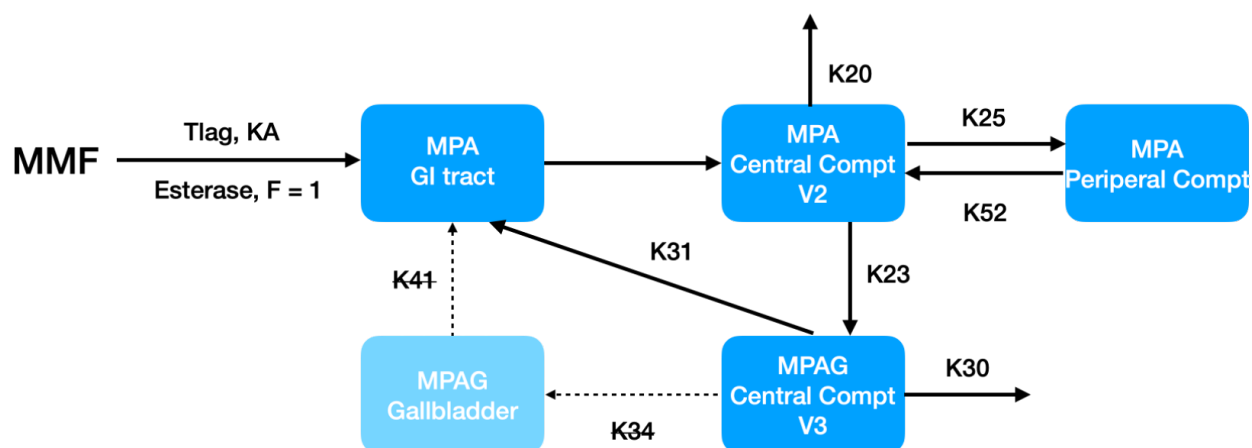 K20
Tlag, KA
MMF
Esterase, F = 1
MPA
GI tract
MPA
Central Compt
V2
K25
K52
MPA
Periperal Compt
K41
K31
K23
MPAG
Gallbladder
K34
MPAG
Central Compt
V3
K30